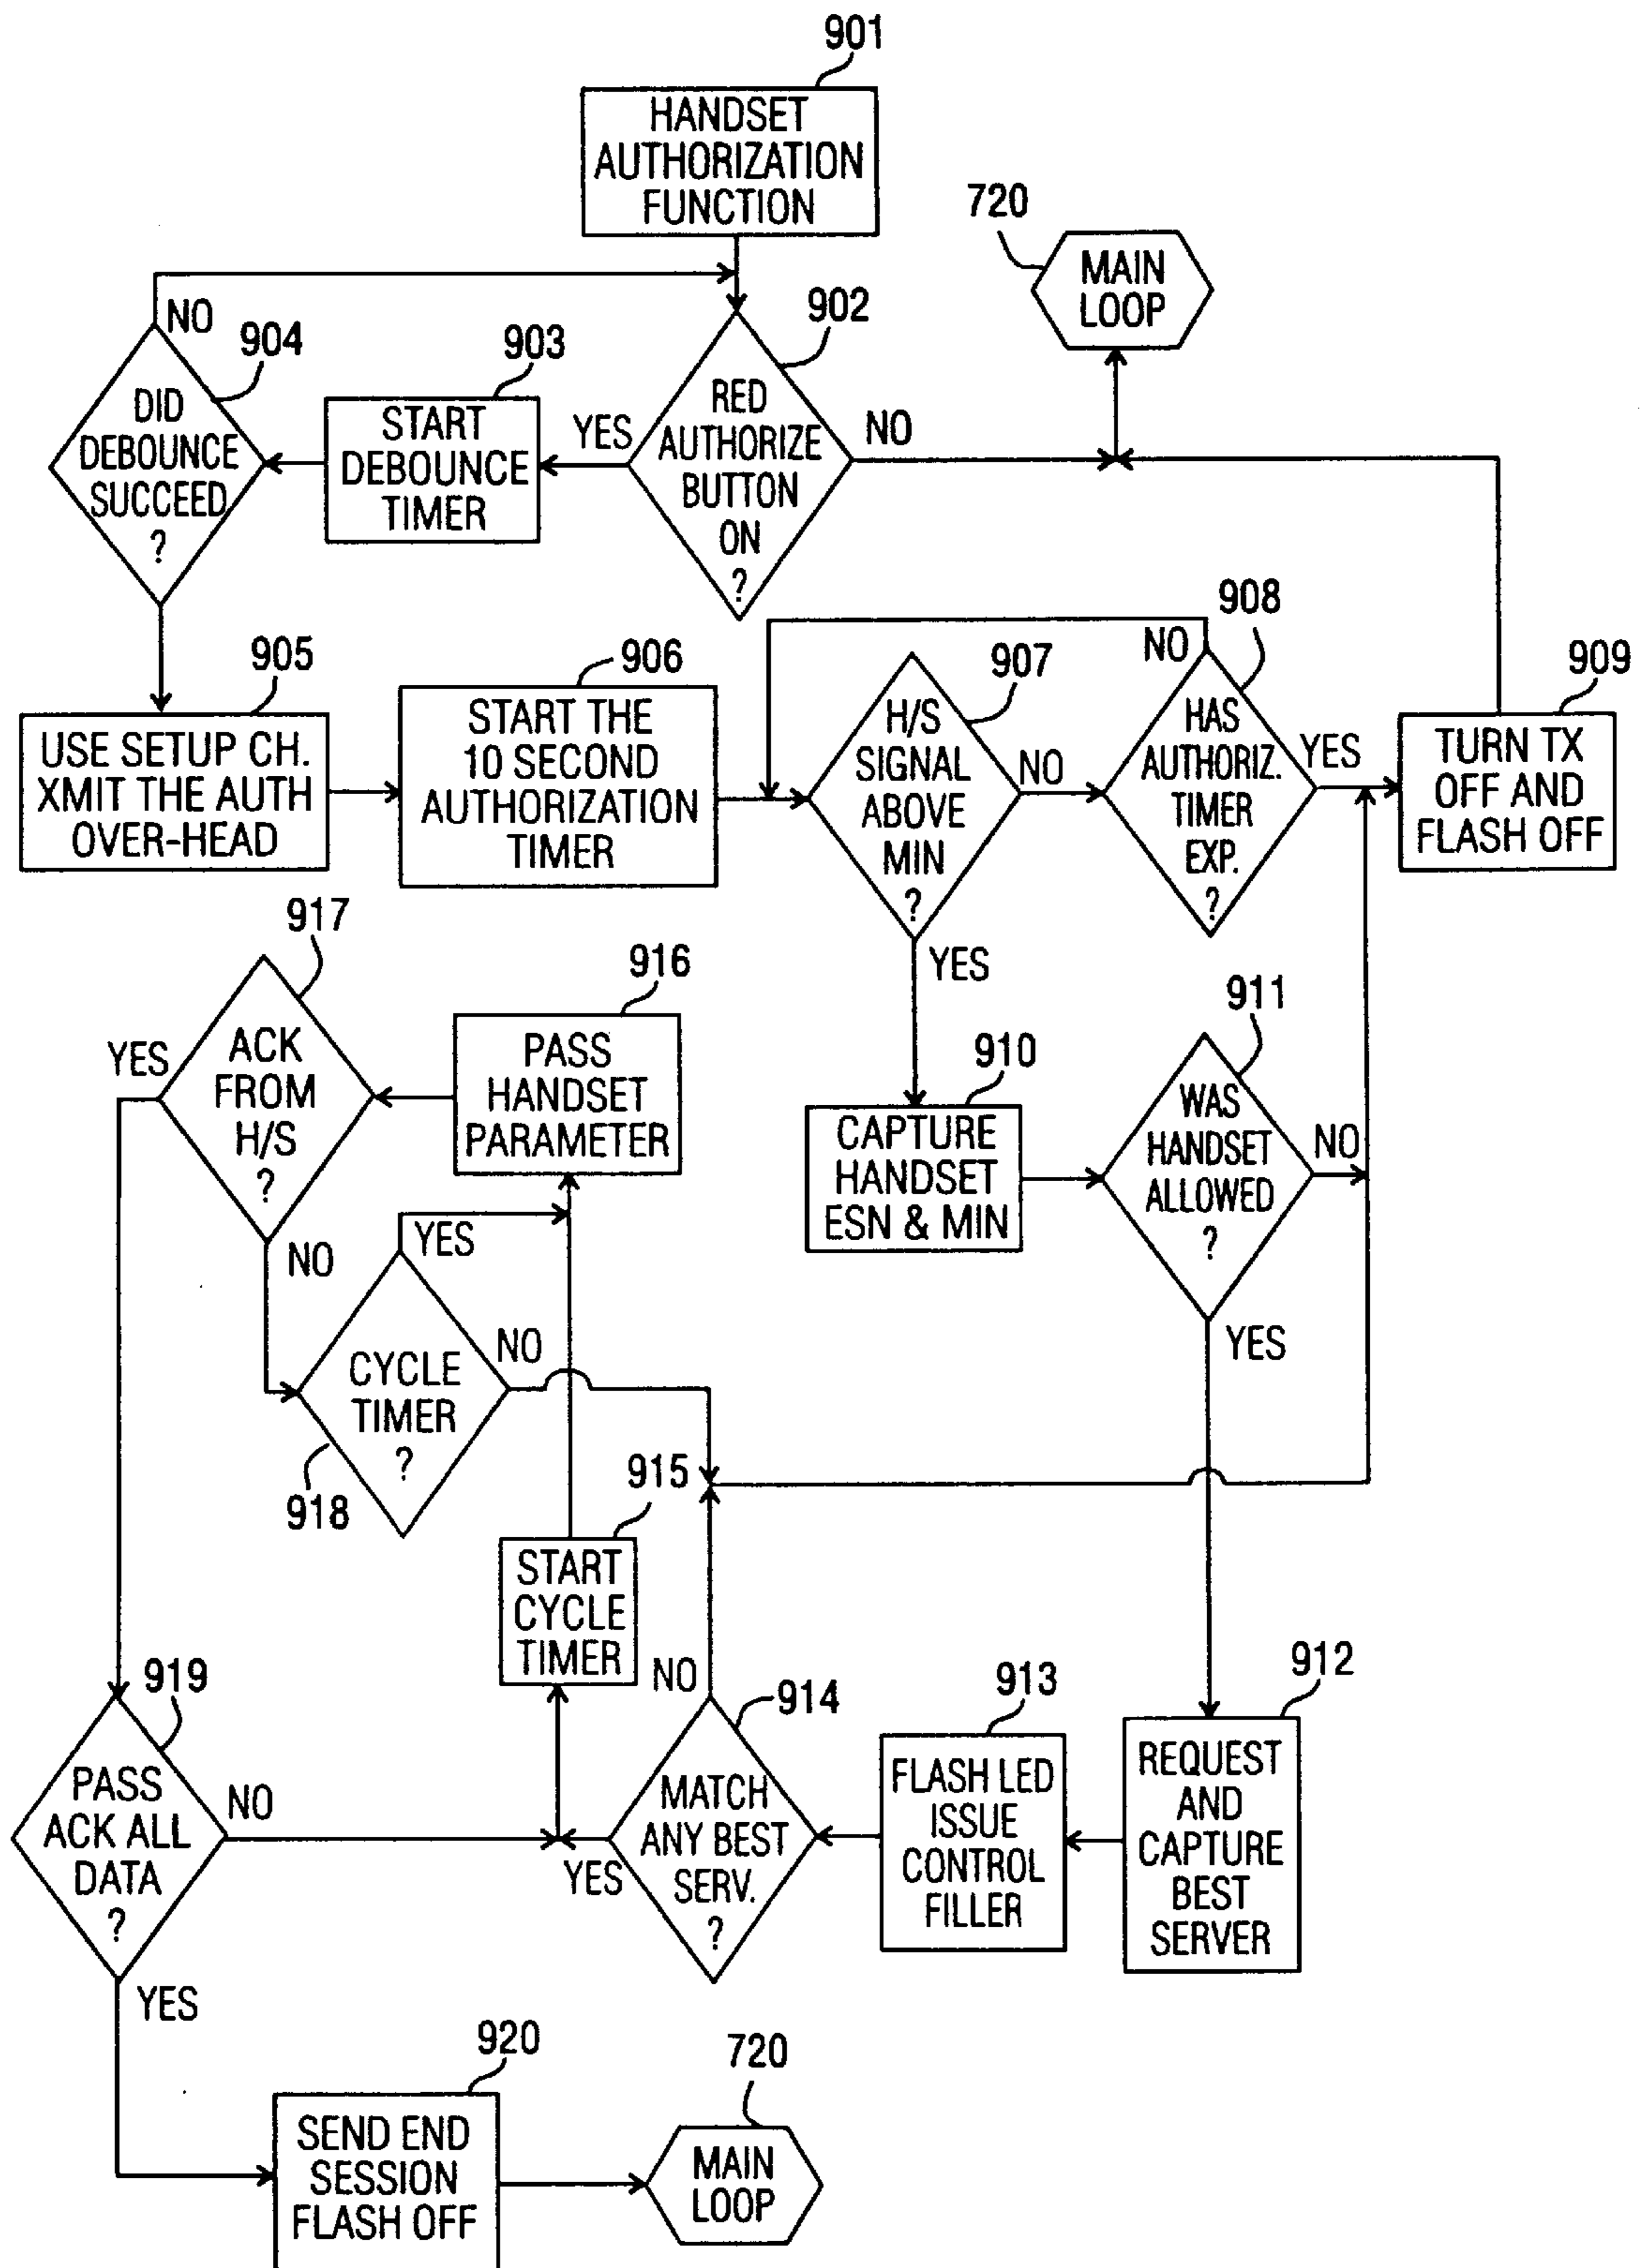 901
HANDSET
AUTHORIZATION
FUNCTION
720
MAIN
LOOP
NO
904
903
902
DID
DEBOUNCE
SUCCEED
?
START
DEBOUNCE
TIMER
YES
RED
AUTHORIZE
BUTTON
ON
?
NO
908
905
906
907
NO
909
USE SETUP CH.
XMIT THE AUTH
OVER-HEAD
START THE
10 SECOND
AUTHORIZATION
TIMER
H/S
SIGNAL
ABOVE
MIN
?
NO
HAS
AUTHORIZ.
TIMER
EXP.
?
YES
TURN TX
OFF AND
FLASH OFF
917
916
YES
911
YES
ACK
FROM
H/S
?
PASS
HANDSET
PARAMETER
910
CAPTURE
HANDSET
ESN & MIN
WAS
HANDSET
ALLOWED
?
NO
NO
YES
YES
NO
CYCLE
TIMER
?
918
915
START
CYCLE
TIMER
919
NO
914
913
912
PASS
ACK ALL
DATA
?
NO
YES
MATCH
ANY BEST
SERV.
?
FLASH LED
ISSUE
CONTROL
FILLER
REQUEST
AND
CAPTURE
BEST
SERVER
YES
920
720
SEND END
SESSION
FLASH OFF
MAIN
LOOP